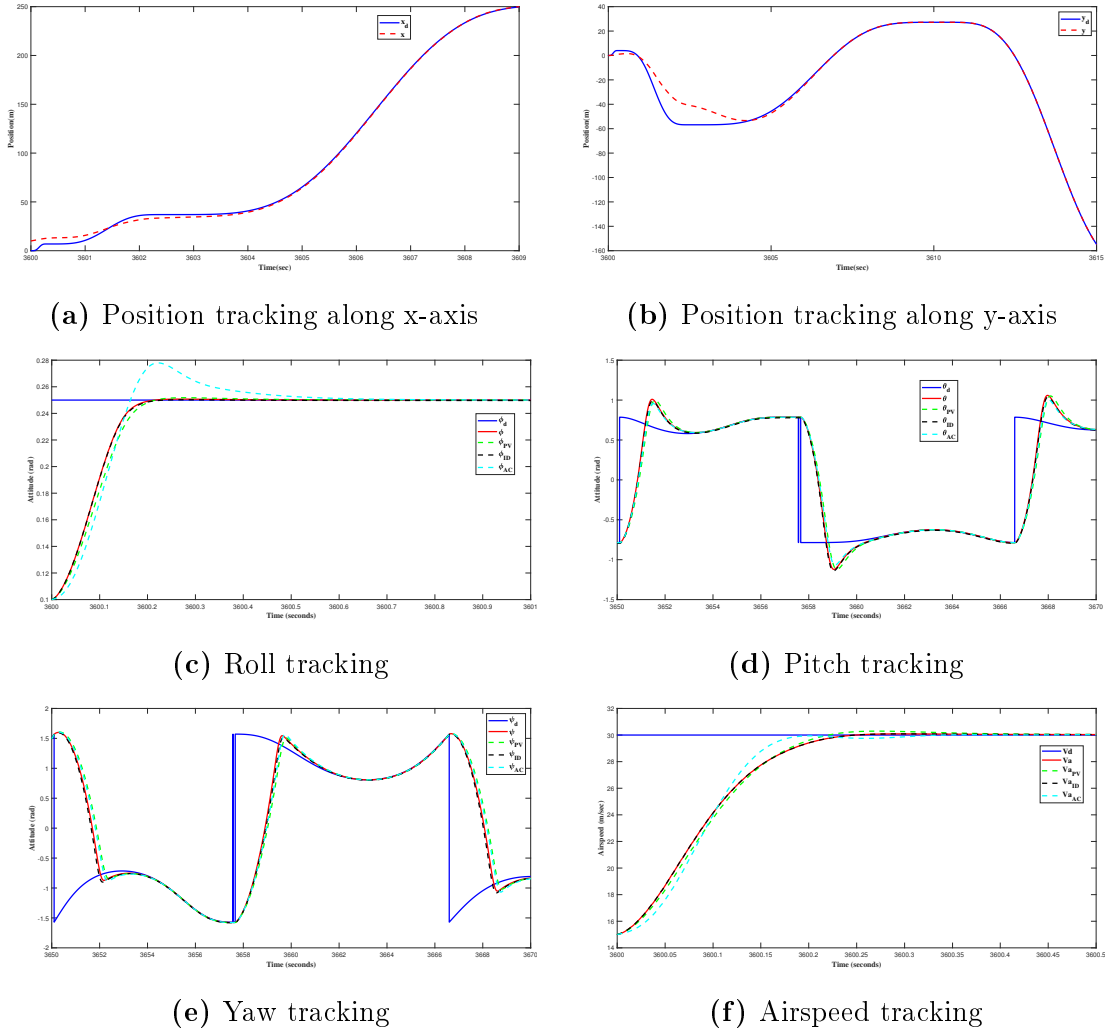 250
200
150
100
50
0
Position(m)
x_d
x
3600 3601 3602 3603 3604 3605 3606 3607 3608 3609
Time(sec)
(a) Position tracking along x-axis
40
20
0
-20
-40
-60
-80
-100
-120
-140
-160
Position(m)
y_d
y
3600 3605 3610 3615
Time(sec)
(b) Position tracking along y-axis
0.28
0.26
0.24
0.22
0.2
0.18
0.16
0.14
0.12
0.1
Attitude (rad)
ϕ_d
ϕ
ϕ_PV
ϕ_ID
ϕ_AC
3600 3600.1 3600.2 3600.3 3600.4 3600.5 3600.6 3600.7 3600.8 3600.9 3601
Time (seconds)
(c) Roll tracking
1.5
1
0.5
0
-0.5
-1
-1.5
Attitude (rad)
θ_d
θ
θ_PV
θ_ID
θ_AC
3650 3652 3654 3656 3658 3660 3662 3664 3666 3668 3670
Time (seconds)
(d) Pitch tracking
2
1.5
1
0.5
0
-0.5
-1
-1.5
-2
Attitude (rad)
ψ_d
ψ
ψ_PV
ψ_ID
ψ_AC
3650 3652 3654 3656 3658 3660 3662 3664 3666 3668 3670
Time (seconds)
(e) Yaw tracking
32
30
28
26
24
22
20
18
16
14
Airspeed (m/sec)
Vd
Va
Va_PV
Va_ID
Va_AC
3600 3600.05 3600.1 3600.15 3600.2 3600.25 3600.3 3600.35 3600.4 3600.45 3600.5
Time (seconds)
(f) Airspeed tracking